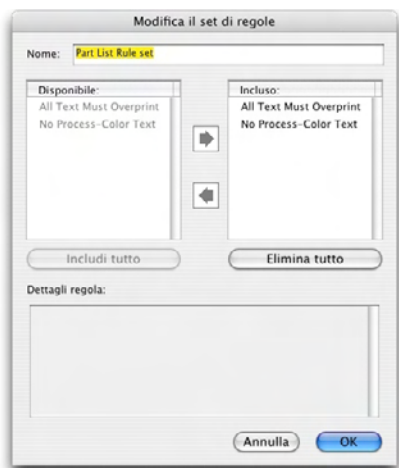 Modifica il set di regole
Nome: Part List Rule set
Disponibile:
All Text Must Overprint
No Process-Color Text
Incluso:
All Text Must Overprint
No Process-Color Text
Includi tutto
Elimina tutto
Dettagli regola:
Annulla
OK